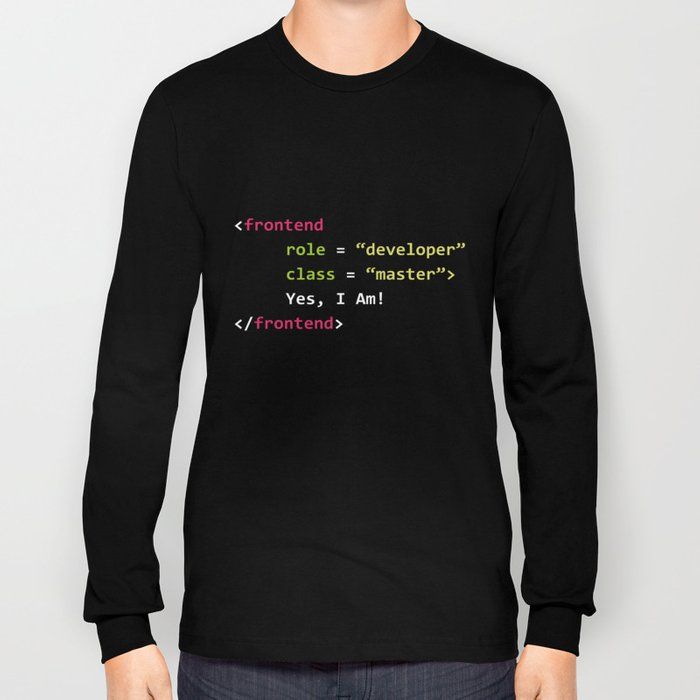 <frontend
role = “developer”
class = “master”>
Yes, I Am!
</frontend>